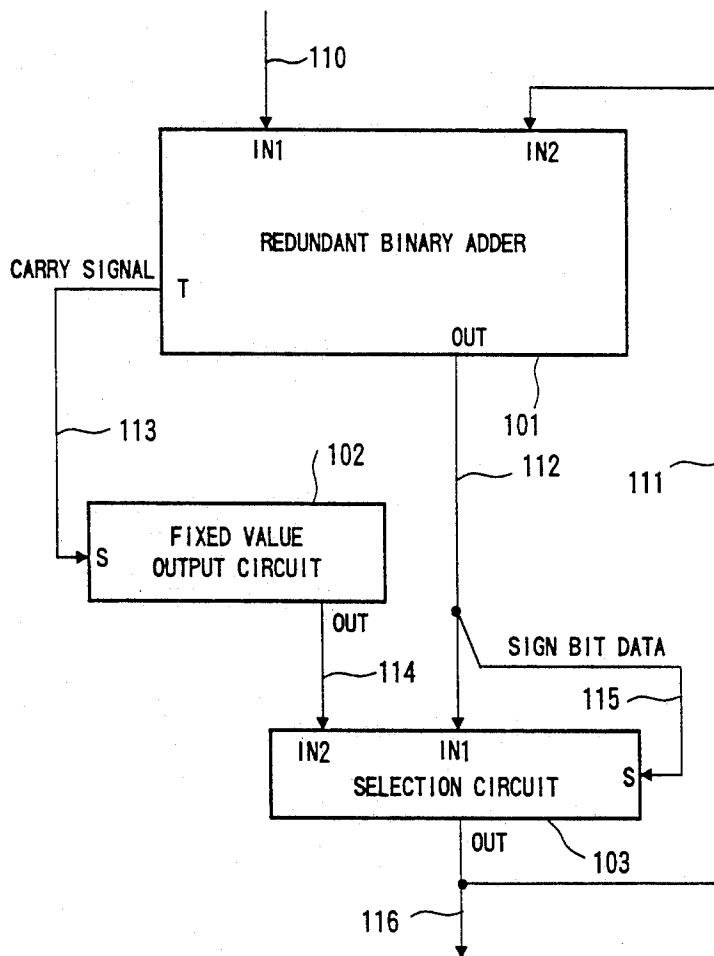 110
IN1 IN2
REDUNDANT BINARY ADDER
CARRY SIGNAL
T
OUT
101
113
102
112
111
FIXED VALUE
OUTPUT CIRCUIT
S
OUT
SIGN BIT DATA
114
115
IN2 IN1
SELECTION CIRCUIT
S
OUT
103
116